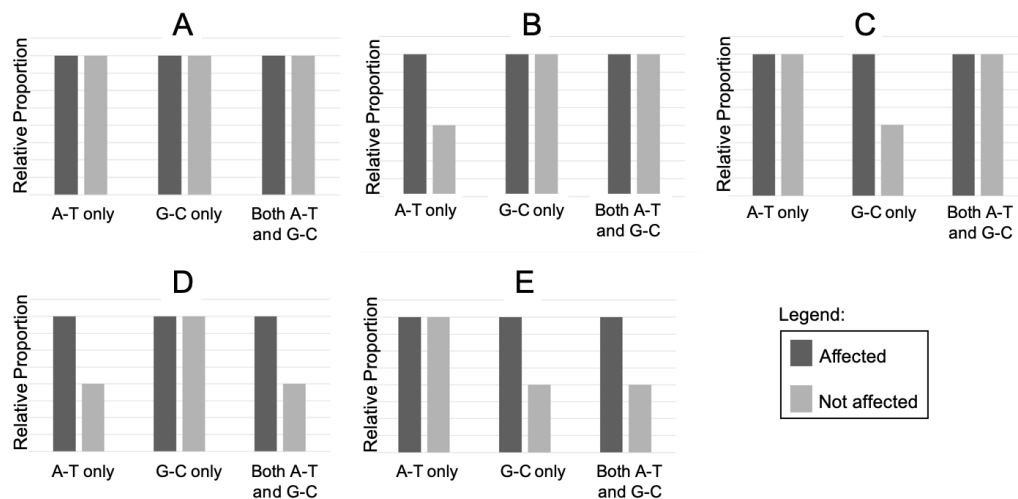 A
Relative Proportion
A-T only
G-C only
Both A-T
and G-C
B
Relative Proportion
A-T only
G-C only
Both A-T
and G-C
C
Relative Proportion
A-T only
G-C only
Both A-T
and G-C
D
Relative Proportion
A-T only
G-C only
Both A-T
and G-C
E
Relative Proportion
A-T only
G-C only
Both A-T
and G-C
Legend:
Affected
Not affected